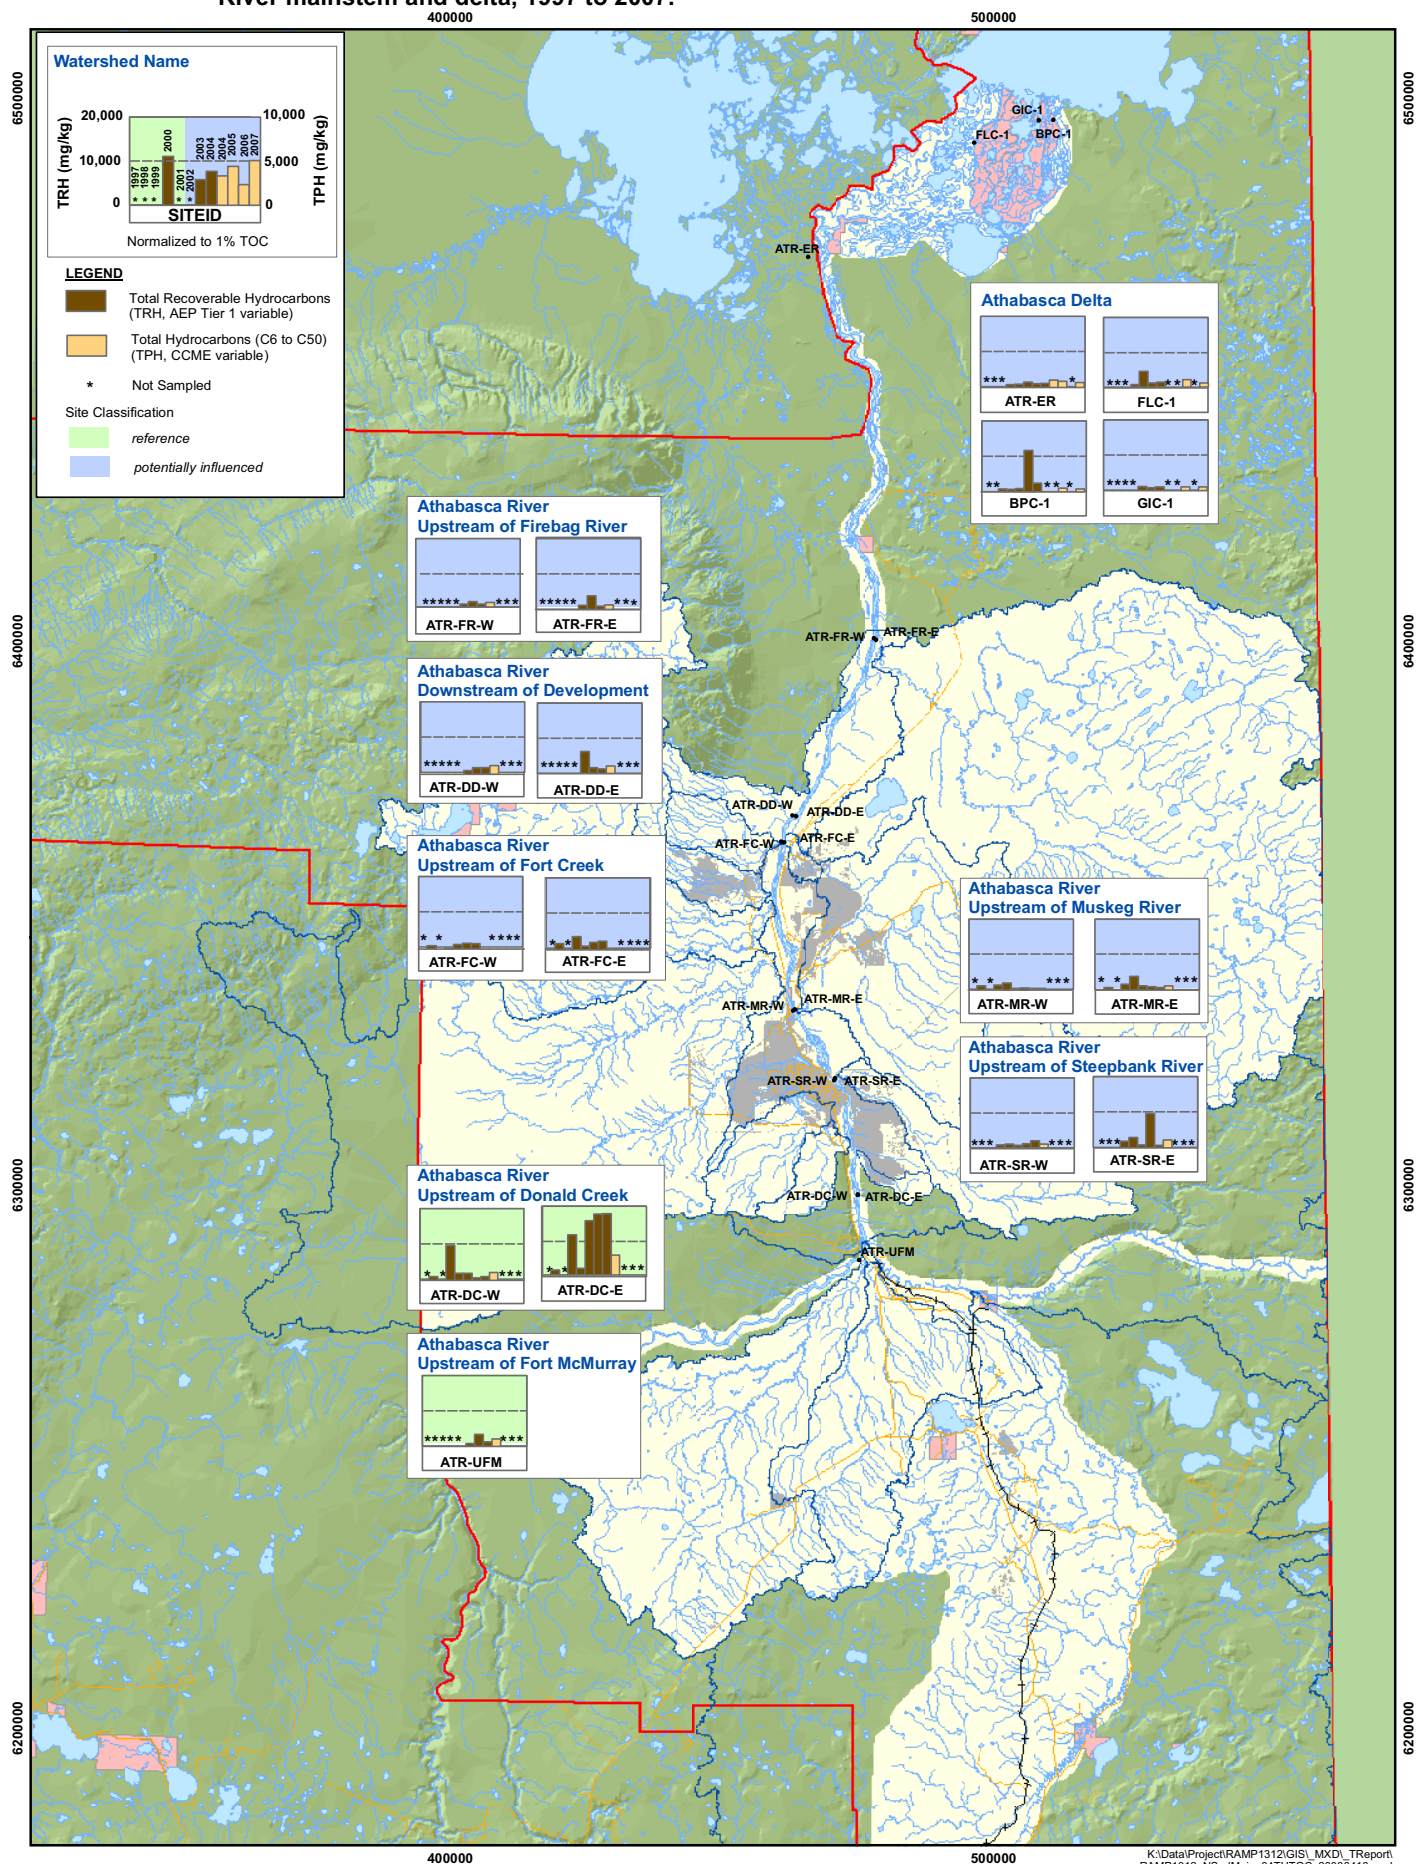 River mainstem and delta, 1997 to 2007.
400000
500000
6500000
6500000
Watershed Name
20,000
10,000
0
TRH (mg/kg)
10,000
5,000
0
TPH (mg/kg)
1997
1998
1999
2000
2001
2002
2003
2004
2004
2005
2006
2007
* * * * *
SITEID
Normalized to 1% TOC
LEGEND
Total Recoverable Hydrocarbons
(TRH, AEP Tier 1 variable)
Total Hydrocarbons (C6 to C50)
(TPH, CCME variable)
* Not Sampled
Site Classification
reference
potentially influenced
GIC-1
FLC-1
BPC-1
ATR-ER
Athabasca Delta
*** *
ATR-ER
*** ** *
FLC-1
** ** *
BPC-1
**** ** *
GIC-1
Athabasca River
Upstream of Firebag River
***** ***
ATR-FR-W
***** ***
ATR-FR-E
6400000
6400000
ATR-FR-W
ATR-FR-E
Athabasca River
Downstream of Development
***** ***
ATR-DD-W
***** ***
ATR-DD-E
ATR-DD-W
ATR-DD-E
ATR-FC-W
ATR-FC-E
Athabasca River
Upstream of Fort Creek
* * ****
ATR-FC-W
* * ****
ATR-FC-E
Athabasca River
Upstream of Muskeg River
* * ***
ATR-MR-W
* * ***
ATR-MR-E
ATR-MR-W
ATR-MR-E
Athabasca River
Upstream of Steepbank River
*** ***
ATR-SR-W
*** ***
ATR-SR-E
ATR-SR-W
ATR-SR-E
6300000
6300000
Athabasca River
Upstream of Donald Creek
* * ***
ATR-DC-W
* * ***
ATR-DC-E
ATR-DC-W
ATR-DC-E
ATR-UFM
Athabasca River
Upstream of Fort McMurray
***** ***
ATR-UFM
6200000
6200000
400000
500000
K:\Data\Project\RAMP1312\GIS\_MXD\_TReport\